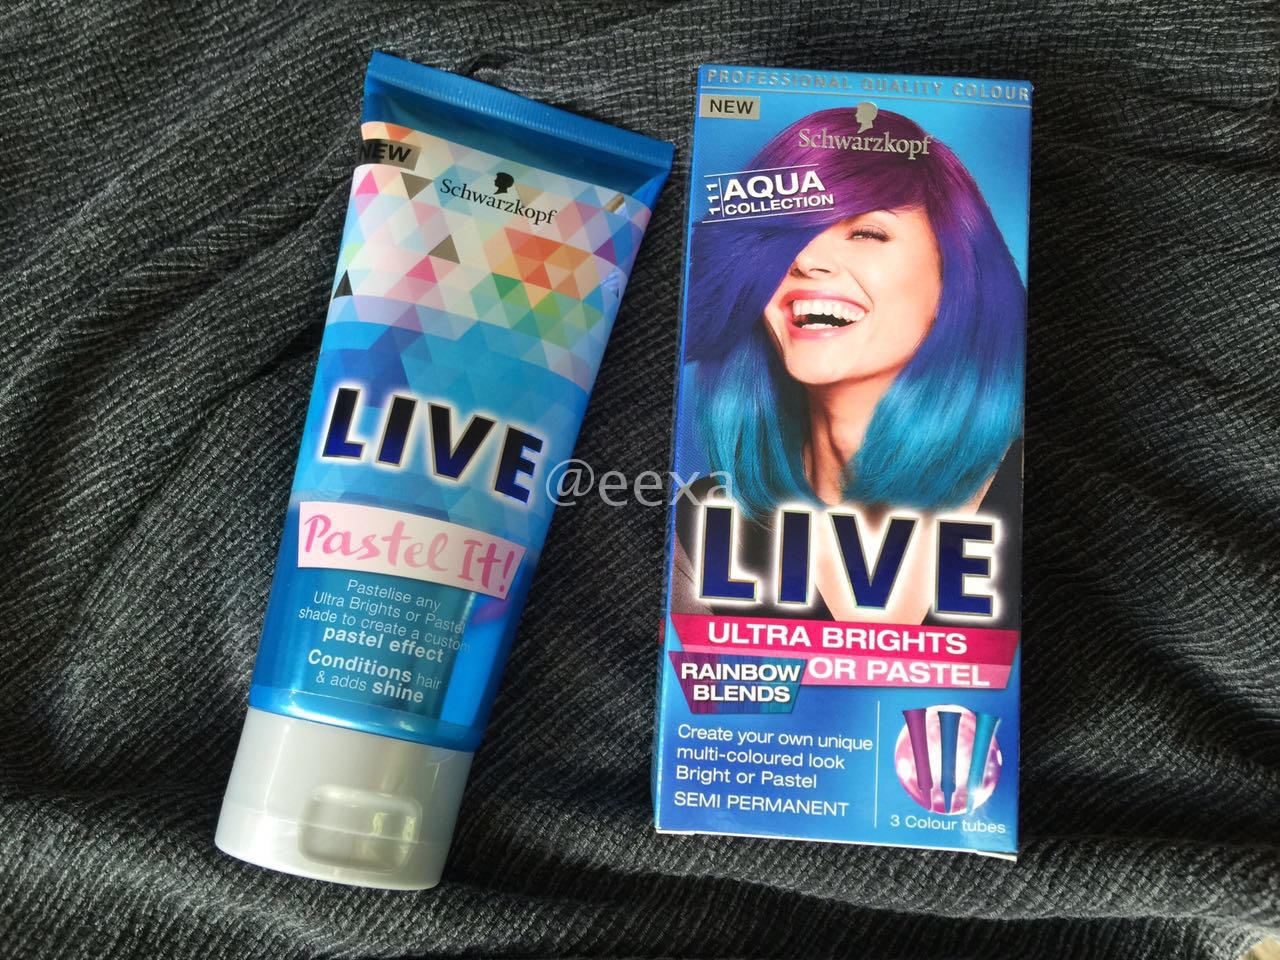 NEW
Schwarzkopf
LIVE
Pastel It!
Pastelise any
Ultra Brights or Pastel
shade to create a custom
pastel effect
Conditions hair
& adds shine
@eexa
PROFESSIONAL QUALITY COLOUR
NEW
Schwarzkopf
111
AQUA
COLLECTION
LIVE
ULTRA BRIGHTS
OR PASTEL
RAINBOW
BLENDS
Create your own unique
multi-coloured look
Bright or Pastel
SEMI PERMANENT
3 Colour tubes